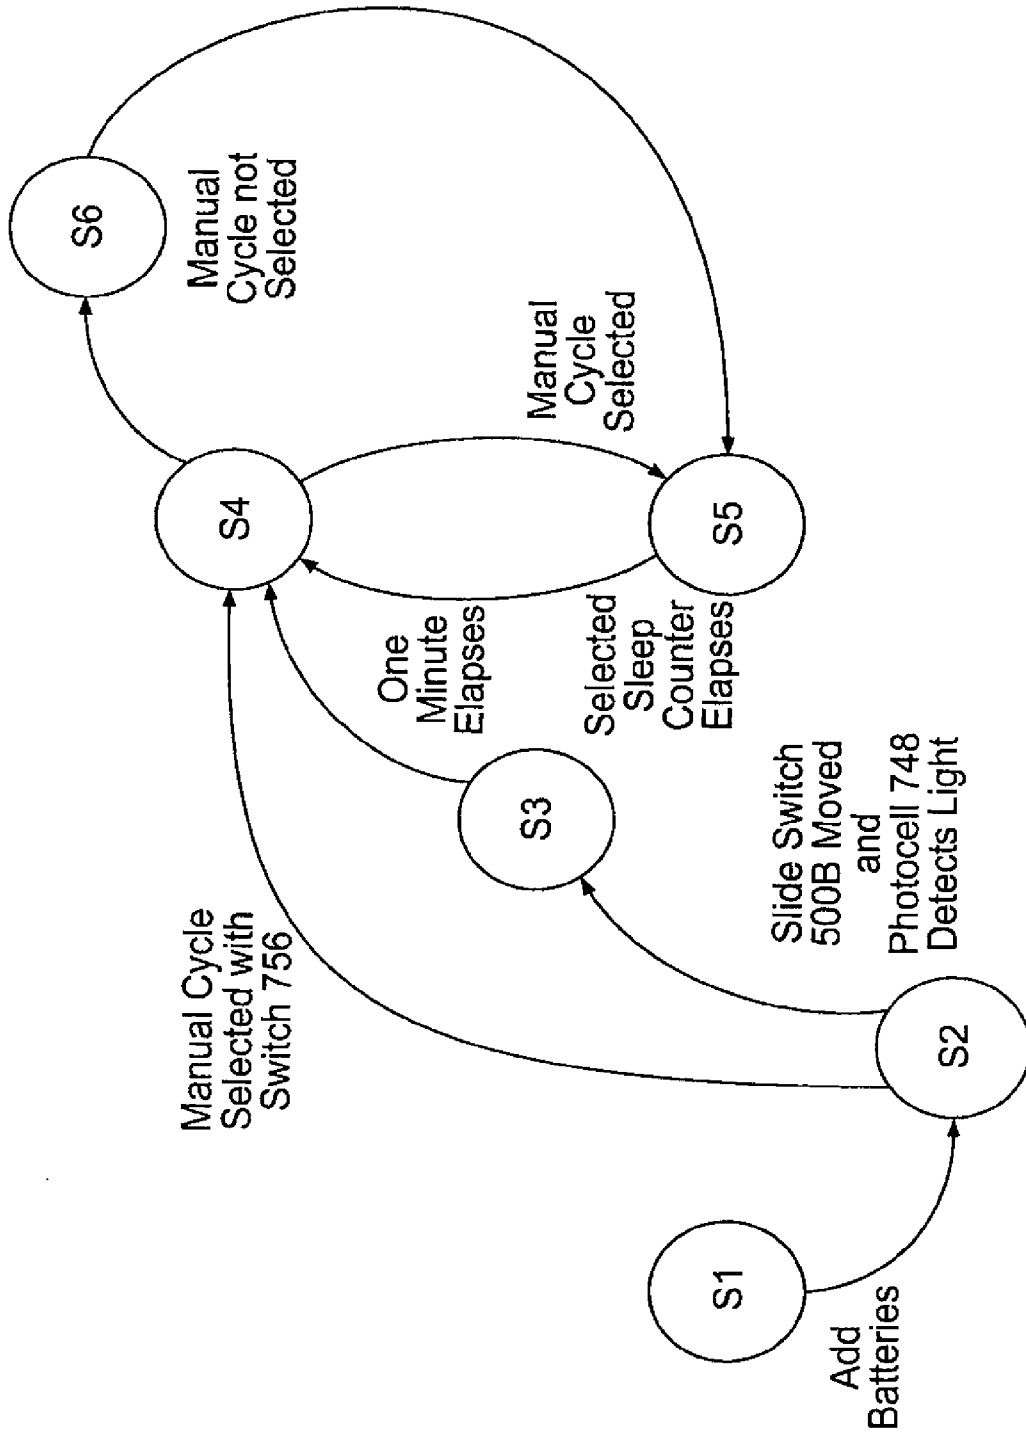 S1
Add
Batteries
S2
Manual Cycle
Selected with
Switch 756
Slide Switch
500B Moved
and
Photocell 748
Detects Light
S3
One
Minute
Elapses
S4
Selected
Sleep
Counter
Elapses
S5
Manual
Cycle
Selected
Manual
Cycle not
Selected
S6